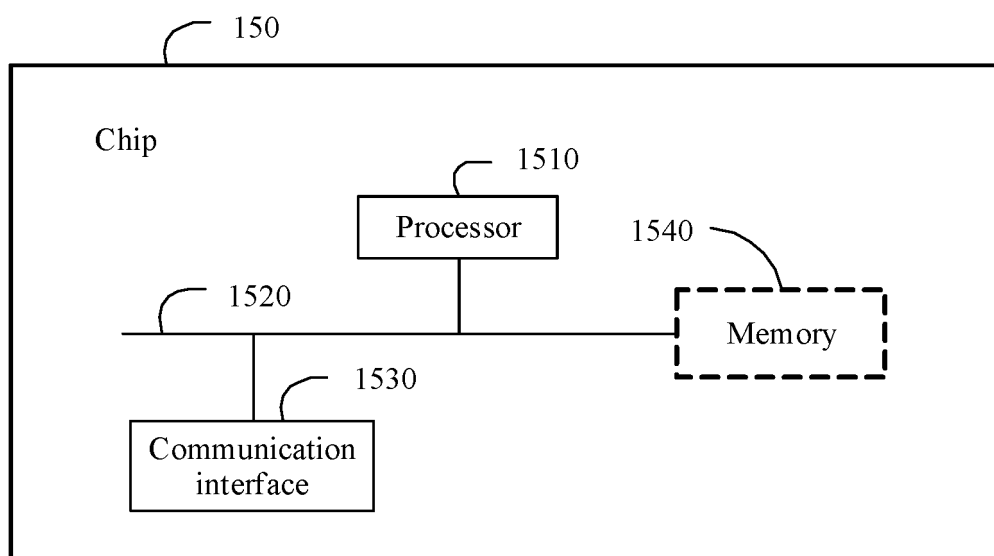 150
Chip
1510
Processor
1540
1520
Memory
1530
Communication
interface